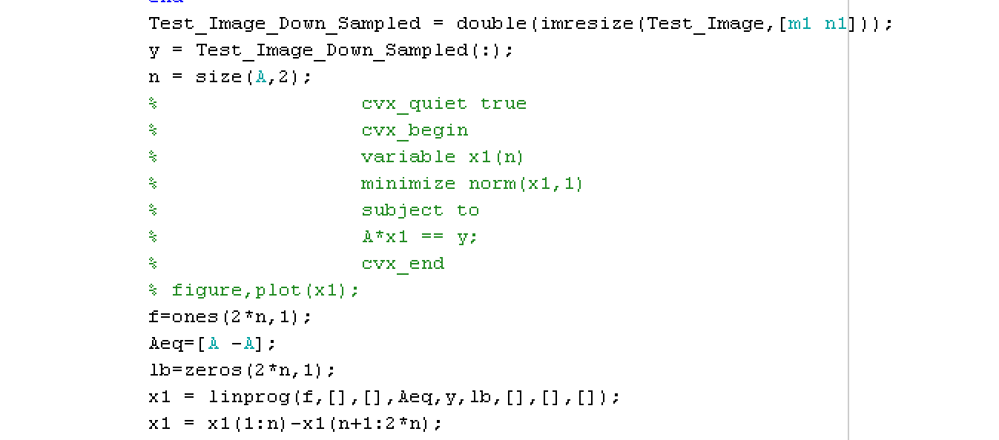 end
Test_Image_Down_Sampled = double(imresize(Test_Image,[m1 n1]));
y = Test_Image_Down_Sampled(:);
n = size(A,2);
% cvx_quiet true
% cvx_begin
% variable x1(n)
% minimize norm(x1,1)
% subject to
% A*x1 == y;
% cvx_end
% figure,plot(x1);
f=ones(2*n,1);
Aeq=[A -A];
lb=zeros(2*n,1);
x1 = linprog(f,[],[],Aeq,y,lb,[],[],[]);
x1 = x1(1:n)-x1(n+1:2*n);